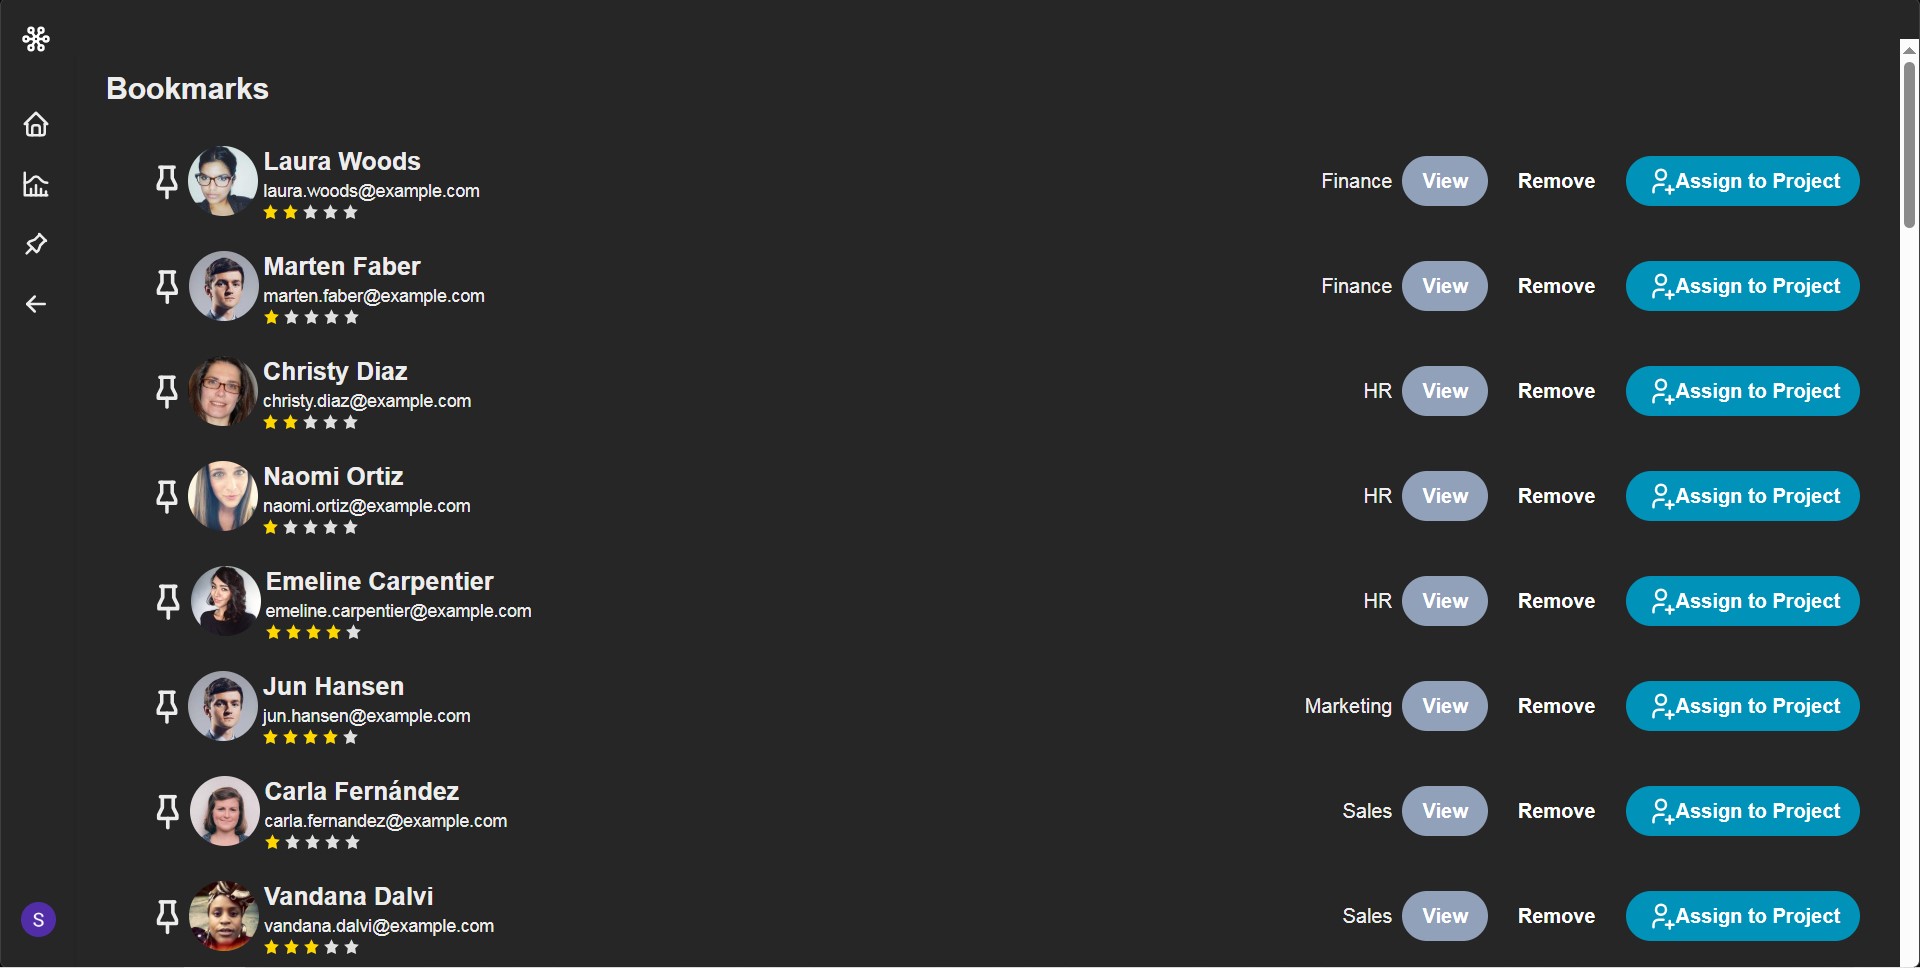 Bookmarks
Laura Woods
laura.woods@example.com
Finance View Remove Assign to Project
Marten Faber
marten.faber@example.com
Finance View Remove Assign to Project
Christy Diaz
christy.diaz@example.com
HR View Remove Assign to Project
Naomi Ortiz
naomi.ortiz@example.com
HR View Remove Assign to Project
Emeline Carpentier
emeline.carpentier@example.com
HR View Remove Assign to Project
Jun Hansen
jun.hansen@example.com
Marketing View Remove Assign to Project
Carla Fernández
carla.fernandez@example.com
Sales View Remove Assign to Project
Vandana Dalvi
vandana.dalvi@example.com
Sales View Remove Assign to Project
S